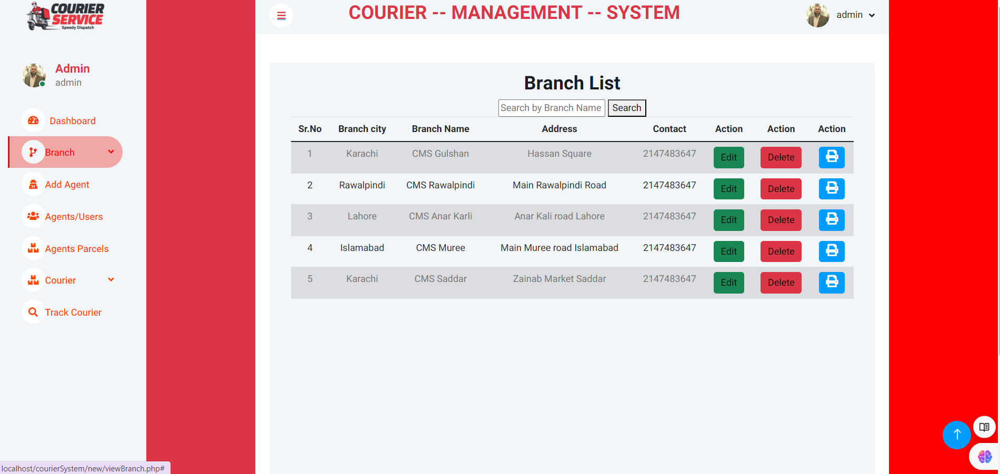 COURIER
SERVICE
Speedy Dispatch
COURIER -- MANAGEMENT -- SYSTEM
admin
Admin
admin
Dashboard
Branch
Add Agent
Agents/Users
Agents Parcels
Courier
Track Courier
Branch List
Search by Branch Name Search
Sr.No Branch city Branch Name Address Contact Action Action Action
1 Karachi CMS Gulshan Hassan Square 2147483647 Edit Delete
2 Rawalpindi CMS Rawalpindi Main Rawalpindi Road 2147483647 Edit Delete
3 Lahore CMS Anar Karli Anar Kali road Lahore 2147483647 Edit Delete
4 Islamabad CMS Muree Main Muree road Islamabad 2147483647 Edit Delete
5 Karachi CMS Saddar Zainab Market Saddar 2147483647 Edit Delete
localhost/courierSystem/new/viewBranch.php#